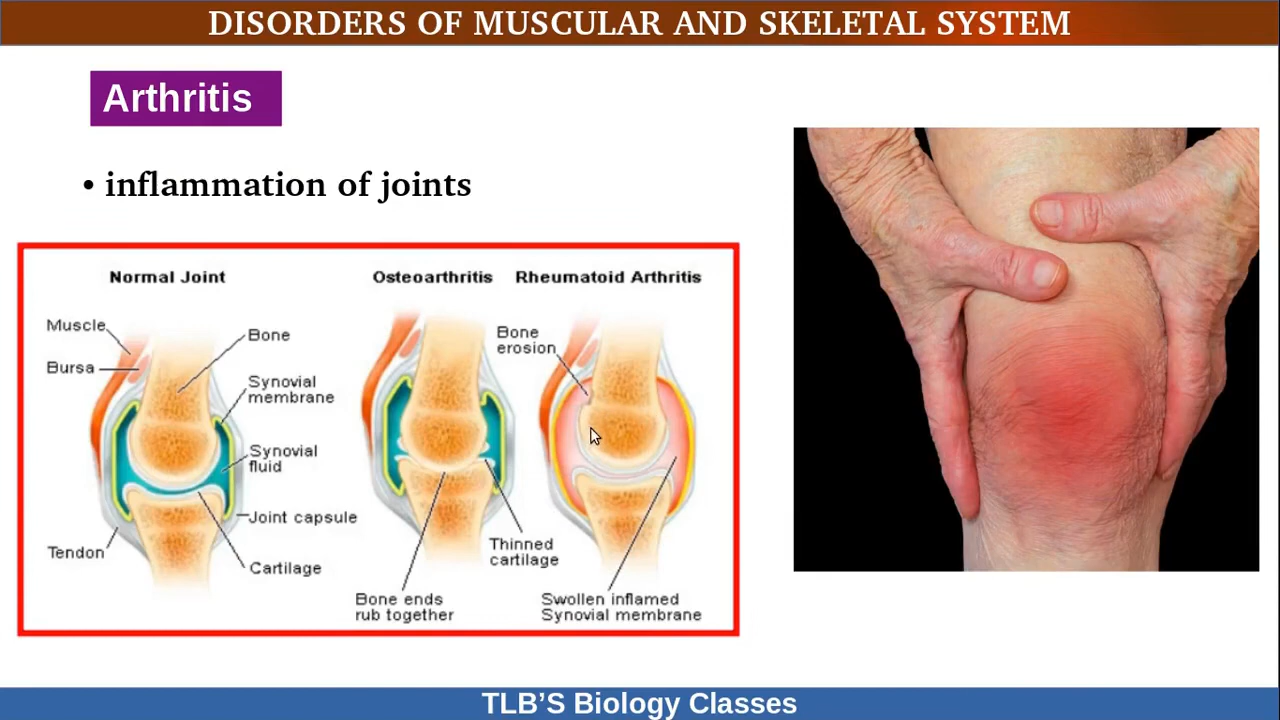 DISORDERS OF MUSCULAR AND SKELETAL SYSTEM
Arthritis
• inflammation of joints
Normal Joint
Osteoarthritis
Rheumatoid Arthritis
Muscle
Bursa
Bone
Synovial
membrane
Synovial
fluid
Joint capsule
Tendon
Cartilage
Bone
erosion
Thinned
cartilage
Bone ends
rub together
Swollen inflamed
Synovial membrane
TLB’S Biology Classes